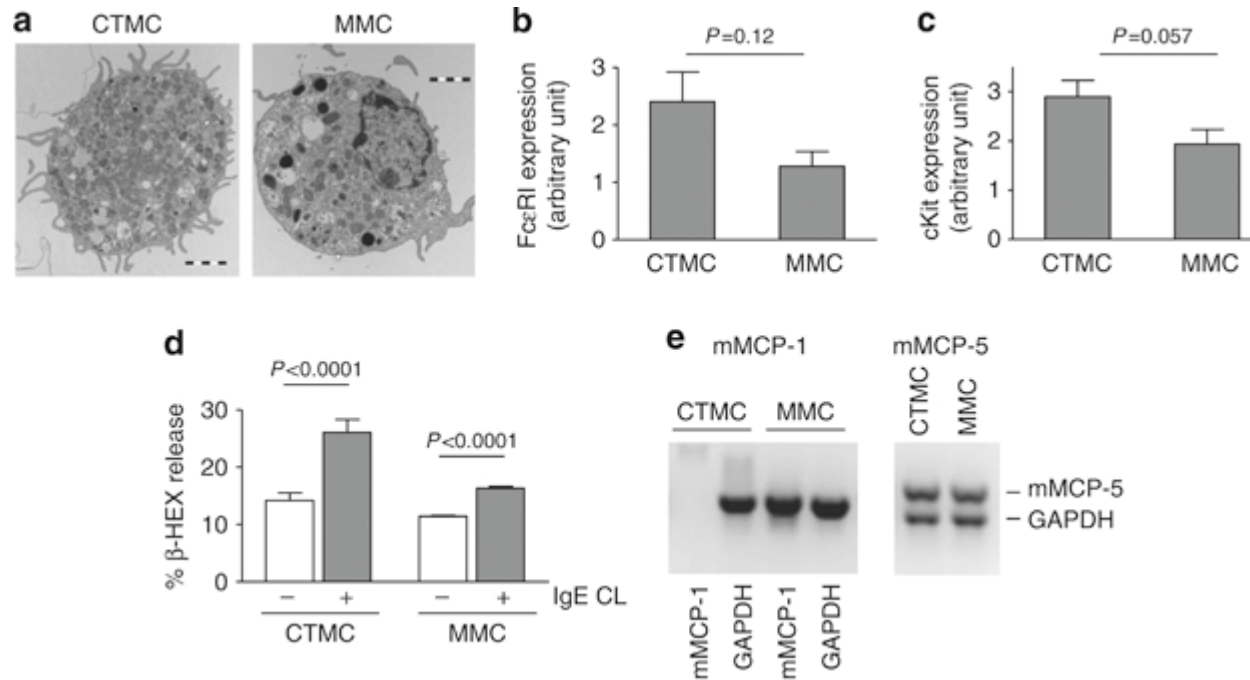 a
CTMC
MMC
b
P=0.12
FcεRI expression
(arbitrary unit)
3
2
1
0
CTMC
MMC
c
P=0.057
cKit expression
(arbitrary unit)
3
2
1
0
CTMC
MMC
d
P<0.0001
P<0.0001
% β-HEX release
30
20
10
0
– + – + IgE CL
CTMC
MMC
e
mMCP-1
CTMC MMC
mMCP-1
GAPDH
mMCP-1
GAPDH
mMCP-5
CTMC
MMC
– mMCP-5
– GAPDH